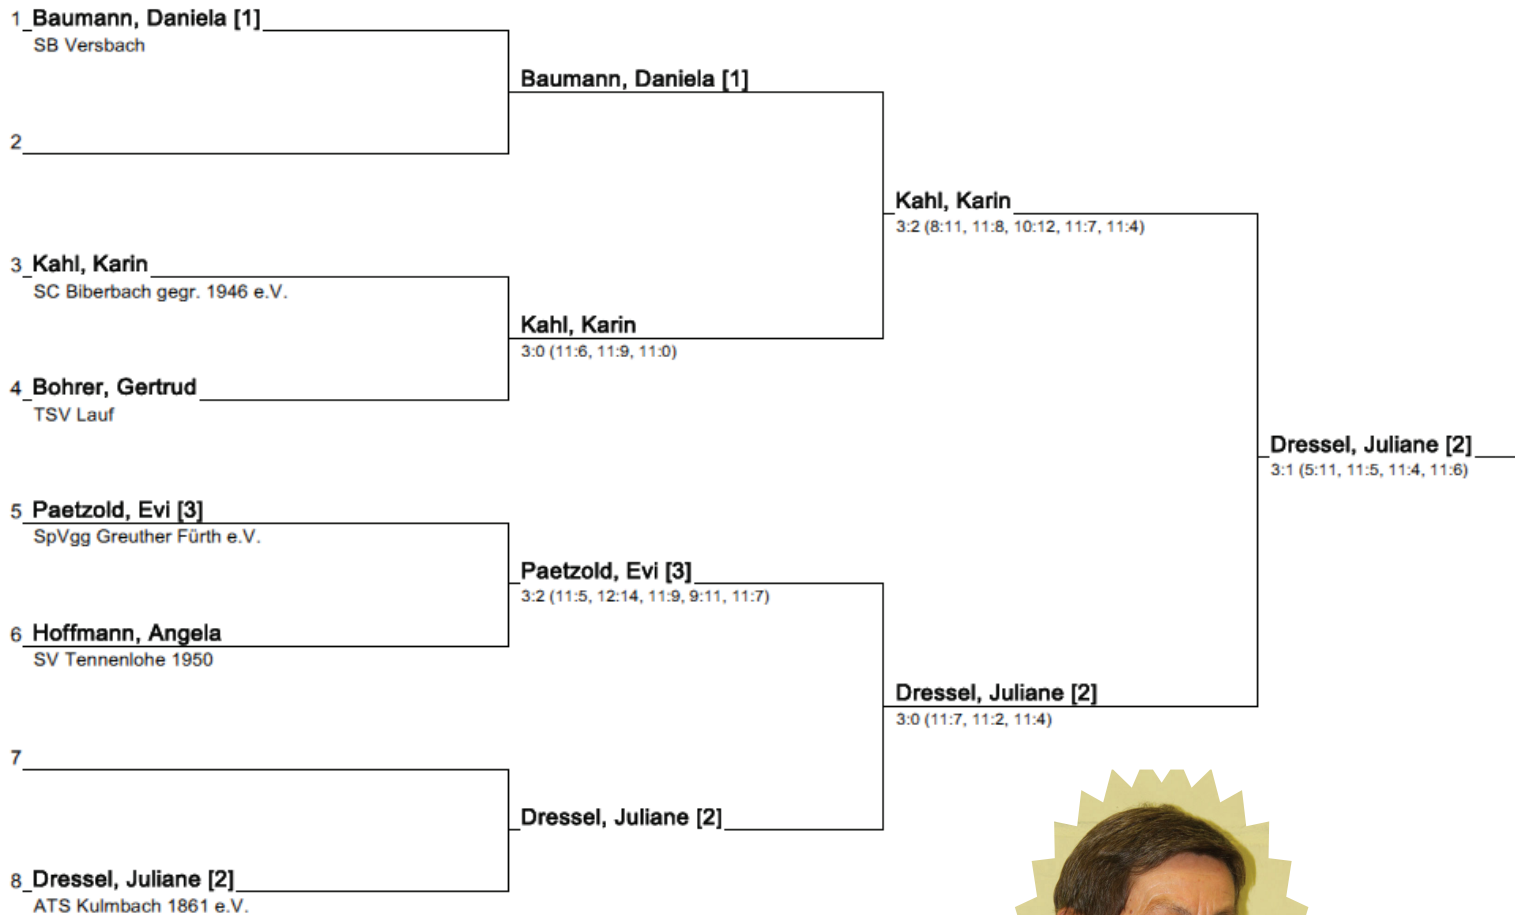 1 Baumann, Daniela [1]
SB Versbach
Baumann, Daniela [1]
2
Kahl, Karin
3:2 (8:11, 11:8, 10:12, 11:7, 11:4)
3 Kahl, Karin
SC Biberbach gegr. 1946 e.V.
Kahl, Karin
3:0 (11:6, 11:9, 11:0)
4 Bohrer, Gertrud
TSV Lauf
Dressel, Juliane [2]
3:1 (5:11, 11:5, 11:4, 11:6)
5 Paetzold, Evi [3]
SpVgg Greuther Fürth e.V.
Paetzold, Evi [3]
3:2 (11:5, 12:14, 11:9, 9:11, 11:7)
6 Hoffmann, Angela
SV Tennenlohe 1950
Dressel, Juliane [2]
3:0 (11:7, 11:2, 11:4)
7
Dressel, Juliane [2]
8 Dressel, Juliane [2]
ATS Kulmbach 1861 e.V.